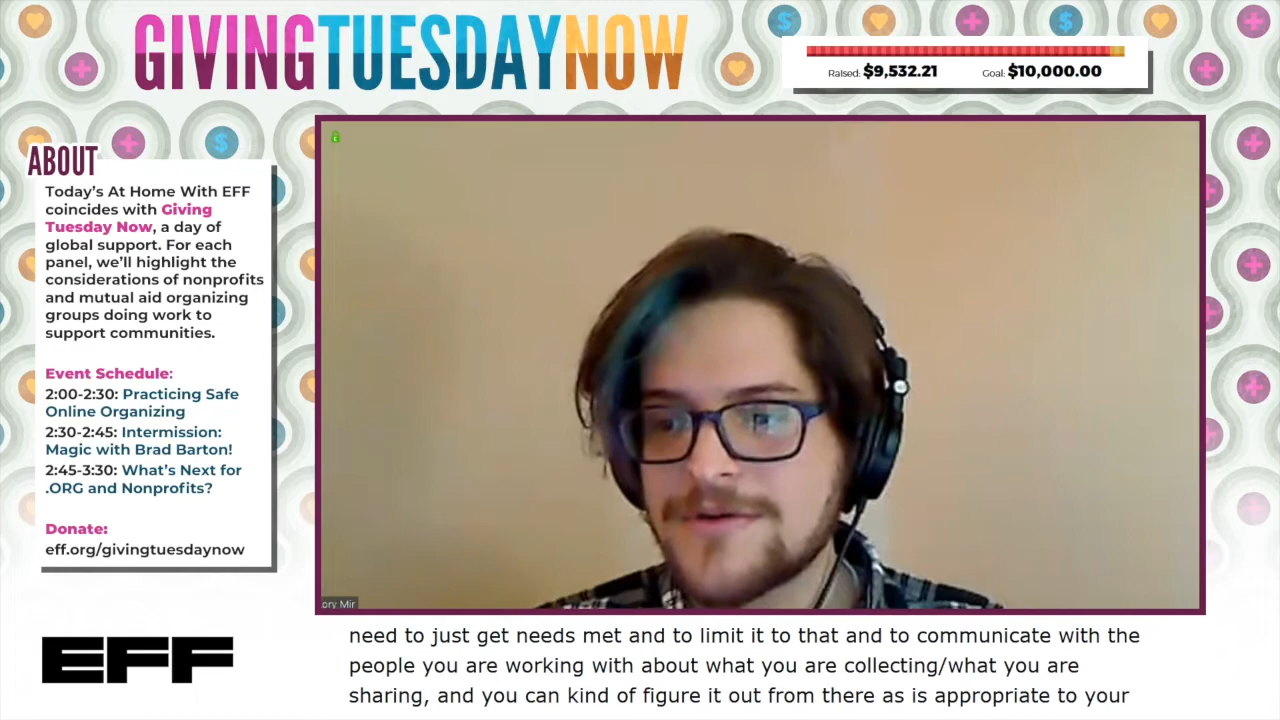 GIVINGTUESDAYNOW
Raised: $9,532.21 Goal: $10,000.00
ABOUT
Today's At Home With EFF
coincides with Giving
Tuesday Now, a day of
global support. For each
panel, we'll highlight the
considerations of nonprofits
and mutual aid organizing
groups doing work to
support communities.
Event Schedule:
2:00-2:30: Practicing Safe
Online Organizing
2:30-2:45: Intermission:
Magic with Brad Barton!
2:45-3:30: What's Next for
.ORG and Nonprofits?
Donate:
eff.org/givingtuesdaynow
EFF
ory Mir
need to just get needs met and to limit it to that and to communicate with the
people you are working with about what you are collecting/what you are
sharing, and you can kind of figure it out from there as is appropriate to your